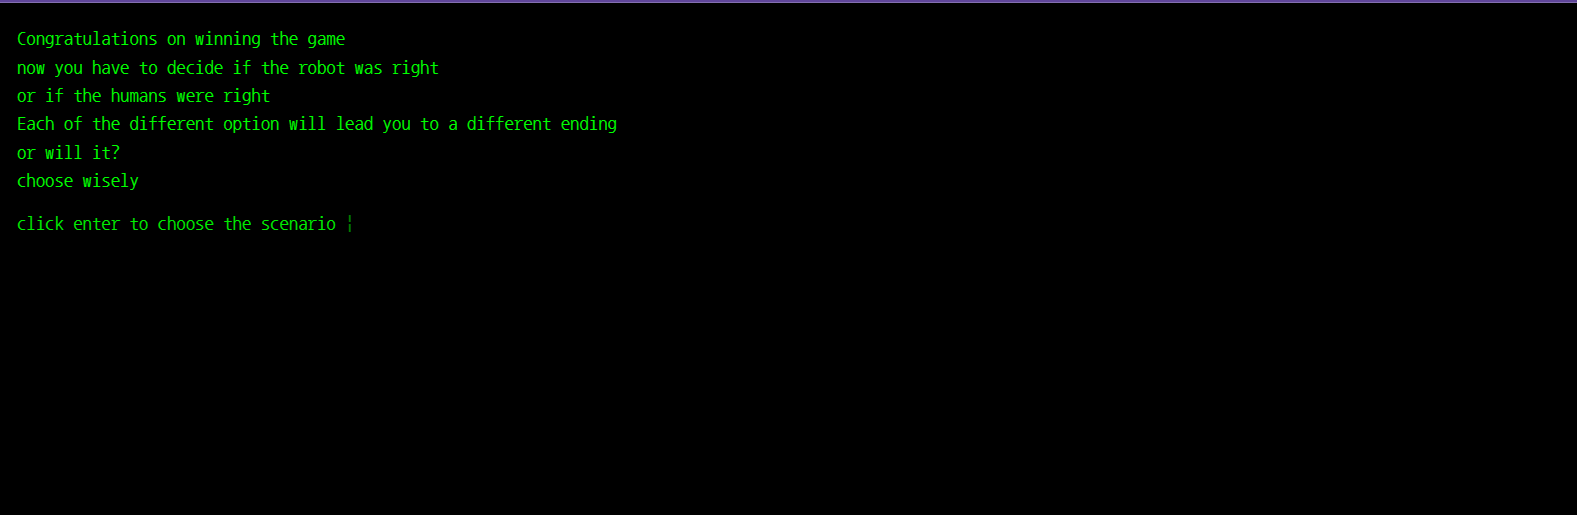 Congratulations on winning the game
now you have to decide if the robot was right
or if the humans were right
Each of the different option will lead you to a different ending
or will it?
choose wisely
click enter to choose the scenario